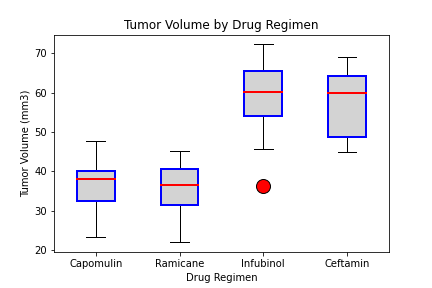 Tumor Volume by Drug Regimen
Tumor Volume (mm3)
70
60
50
40
30
20
Capomulin Ramicane Infubinol Ceftamin
Drug Regimen